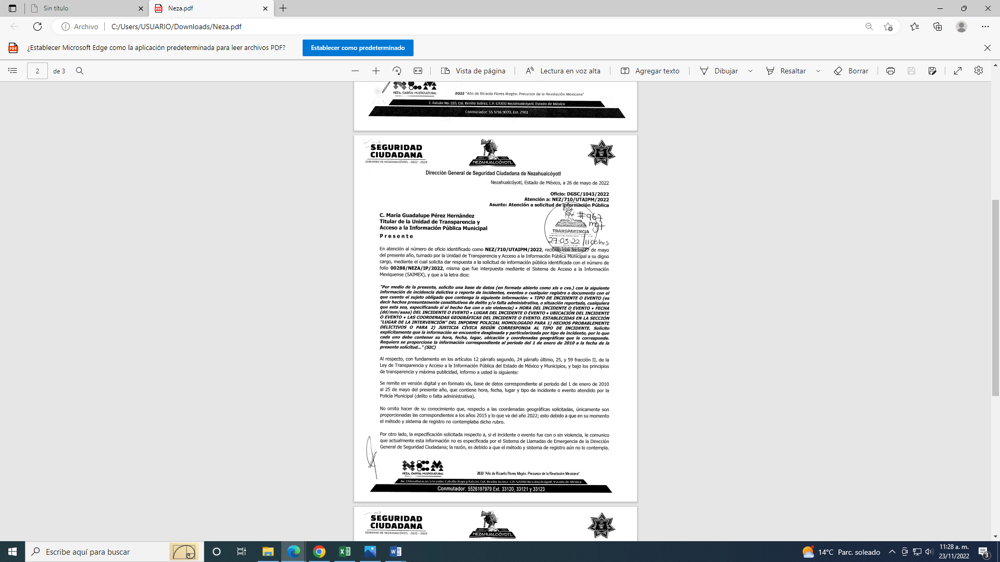 Sin título
Neza.pdf
Archivo
C:/Users/USUARIO/Downloads/Neza.pdf
¿Establecer Microsoft Edge como la aplicación predeterminada para leer archivos PDF?
Establecer como predeterminado
2 de 3
Vista de página
Lectura en voz alta
Agregar texto
Dibujar
Resaltar
Borrar
NEZA, CAPITAL MULTICULTURAL
2022 "Año de Ricardo Flores Magón, Precursor de la Revolución Mexicana"
C. Faisán No. 110, Col. Benito Juárez, C.P. 57000 Nezahualcóyotl, Estado de México
Conmutador: 55 5716 9070, Ext. 2901
SEGURIDAD
CIUDADANA
GOBIERNO DE NEZAHUALCÓYOTL - 2022 - 2024
NEZAHUALCÓYOTL
Dirección General de Seguridad Ciudadana de Nezahualcóyotl
Nezahualcóyotl, Estado de México, a 26 de mayo de 2022
Oficio: DGSC/1043/2022
Atención a: NEZ/710/UTAIPM/2022
Asunto: Atención a solicitud de información Pública
C. María Guadalupe Pérez Hernández
Titular de la Unidad de Transparencia y
Acceso a la Información Pública Municipal
P r e s e n t e
#967
mgt
TRANSPARENCIA
27·05·22 / 11:00hrs.
En atención al número de oficio identificado como NEZ/710/UTAIPM/2022, recibido con fecha 17 de mayo
del presente año, turnado por la Unidad de Transparencia y Acceso a la Información Pública Municipal a su digno
cargo, mediante el cual solicita dar respuesta a la solicitud de información pública identificada con el número de
folio 00288/NEZA/IP/2022, misma que fue interpuesta mediante el Sistema de Acceso a la Información
Mexiquense (SAIMEX), y que a la letra dice:
"Por medio de la presente, solicito una base de datos (en formato abierto como xls o cvs.) con la siguiente
información de incidencia delictiva o reporte de incidentes, eventos o cualquier registro o documento con el
que cuente el sujeto obligado que contenga la siguiente información: ● TIPO DE INCIDENTE O EVENTO (es
decir hechos presuntamente constitutivos de delito y/o falta administrativa, o situación reportada, cualquiera
que esta sea, especificando si el hecho fue con o sin violencia) ● HORA DEL INCIDENTE O EVENTO ● FECHA
(dd/mm/aaaa) DEL INCIDENTE O EVENTO ● LUGAR DEL INCIDENTE O EVENTO ● UBICACIÓN DEL INCIDENTE
O EVENTO ● LAS COORDENADAS GEOGRÁFICAS DEL INCIDENTE O EVENTO. ESTABLECIDAS EN LA SECCIÓN
"LUGAR DE LA INTERVENCIÓN" DEL INFORME POLICIAL HOMOLOGADO PARA 1) HECHOS PROBABLEMENTE
DELICTIVOS O PARA 2) JUSTICIA CÍVICA SEGÚN CORRESPONDA AL TIPO DE INCIDENTE. Solicito
explícitamente que la información se encuentre desglosada y particularizada por tipo de incidente, por lo que
cada uno debe contener su hora, fecha, lugar, ubicación y coordenadas geográficas que le corresponde.
Requiero se proporcione la información correspondiente al periodo del 1 de enero de 2010 a la fecha de la
presente solicitud..." (SIC)
Al respecto, con fundamento en los artículos 12 párrafo segundo, 24 párrafo último, 25, y 59 fracción II, de la
Ley de Transparencia y Acceso a la Información Pública del Estado de México y Municipios, y bajo los principios
de transparencia y máxima publicidad, informo a usted lo siguiente:
Se remite en versión digital y en formato xls, base de datos correspondiente al periodo del 1 de enero de 2010
al 25 de mayo del presente año, que contiene hora, fecha, lugar y tipo de incidente o evento atendido por la
Policía Municipal (delito o falta administrativa).
No omito hacer de su conocimiento que, respecto a las coordenadas geográficas solicitadas, únicamente son
proporcionadas las correspondientes a los años 2015 y lo que va del año 2022; esto debido a que en su momento
el método y sistema de registro no contemplaba dicho rubro.
Por otro lado, la especificación solicitada respecto a, si el incidente o evento fue con o sin violencia, le comunico
que actualmente esta información no es especificada por el Sistema de Llamadas de Emergencia de la Dirección
General de Seguridad Ciudadana; la razón, es debido a que el método y sistema de registro aún no lo contempla.
NEZA, CAPITAL MULTICULTURAL
2022 "Año de Ricardo Flores Magón, Precursor de la Revolución Mexicana"
Av. Chimalhuacán s/n entre Caballo Bayo y Faisán, Col. Benito Juárez, C.P. 57000 Nezahualcóyotl, Estado de México
Conmutador: 5526197979 Ext. 33120, 33121 y 33123
SEGURIDAD
CIUDADANA
GOBIERNO DE NEZAHUALCÓYOTL - 2022 - 2024
NEZAHUALCÓYOTL
Escribe aquí para buscar
14°C Parc. soleado
11:28 a. m.
23/11/2022
3